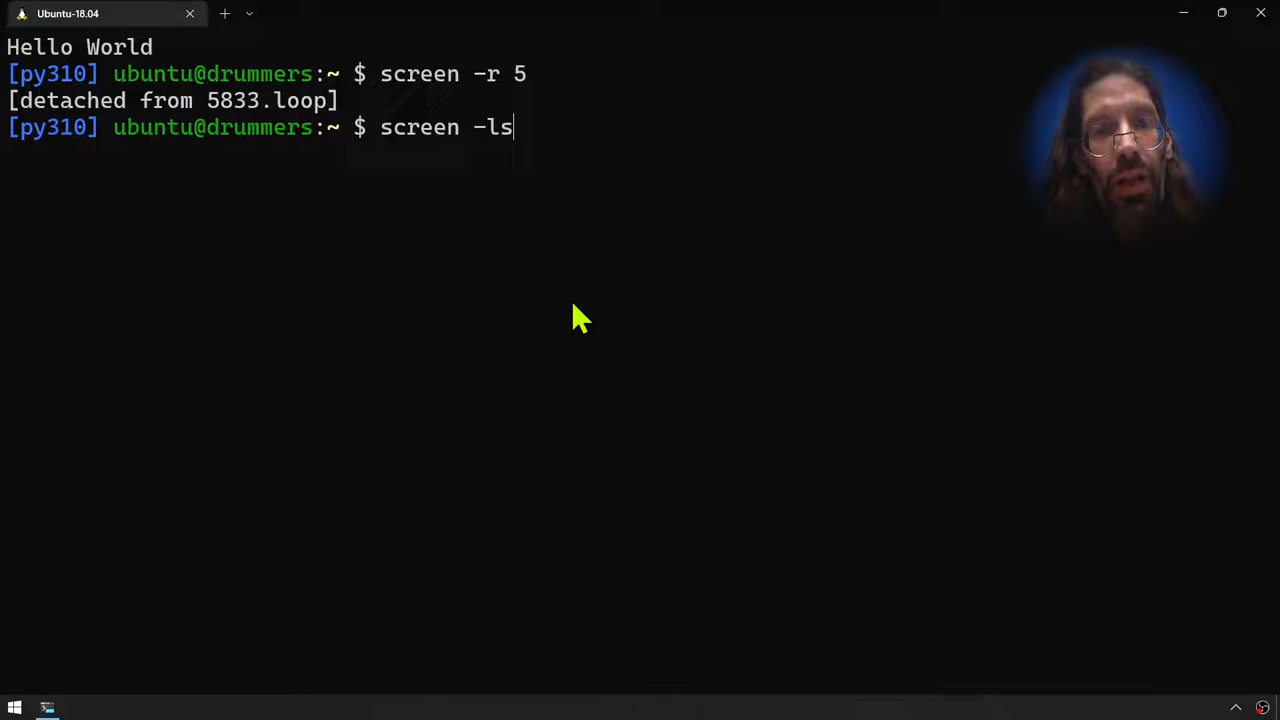 Ubuntu-18.04
Hello World
[py310] ubuntu@drummers:~ $ screen -r 5
[detached from 5833.loop]
[py310] ubuntu@drummers:~ $ screen -ls